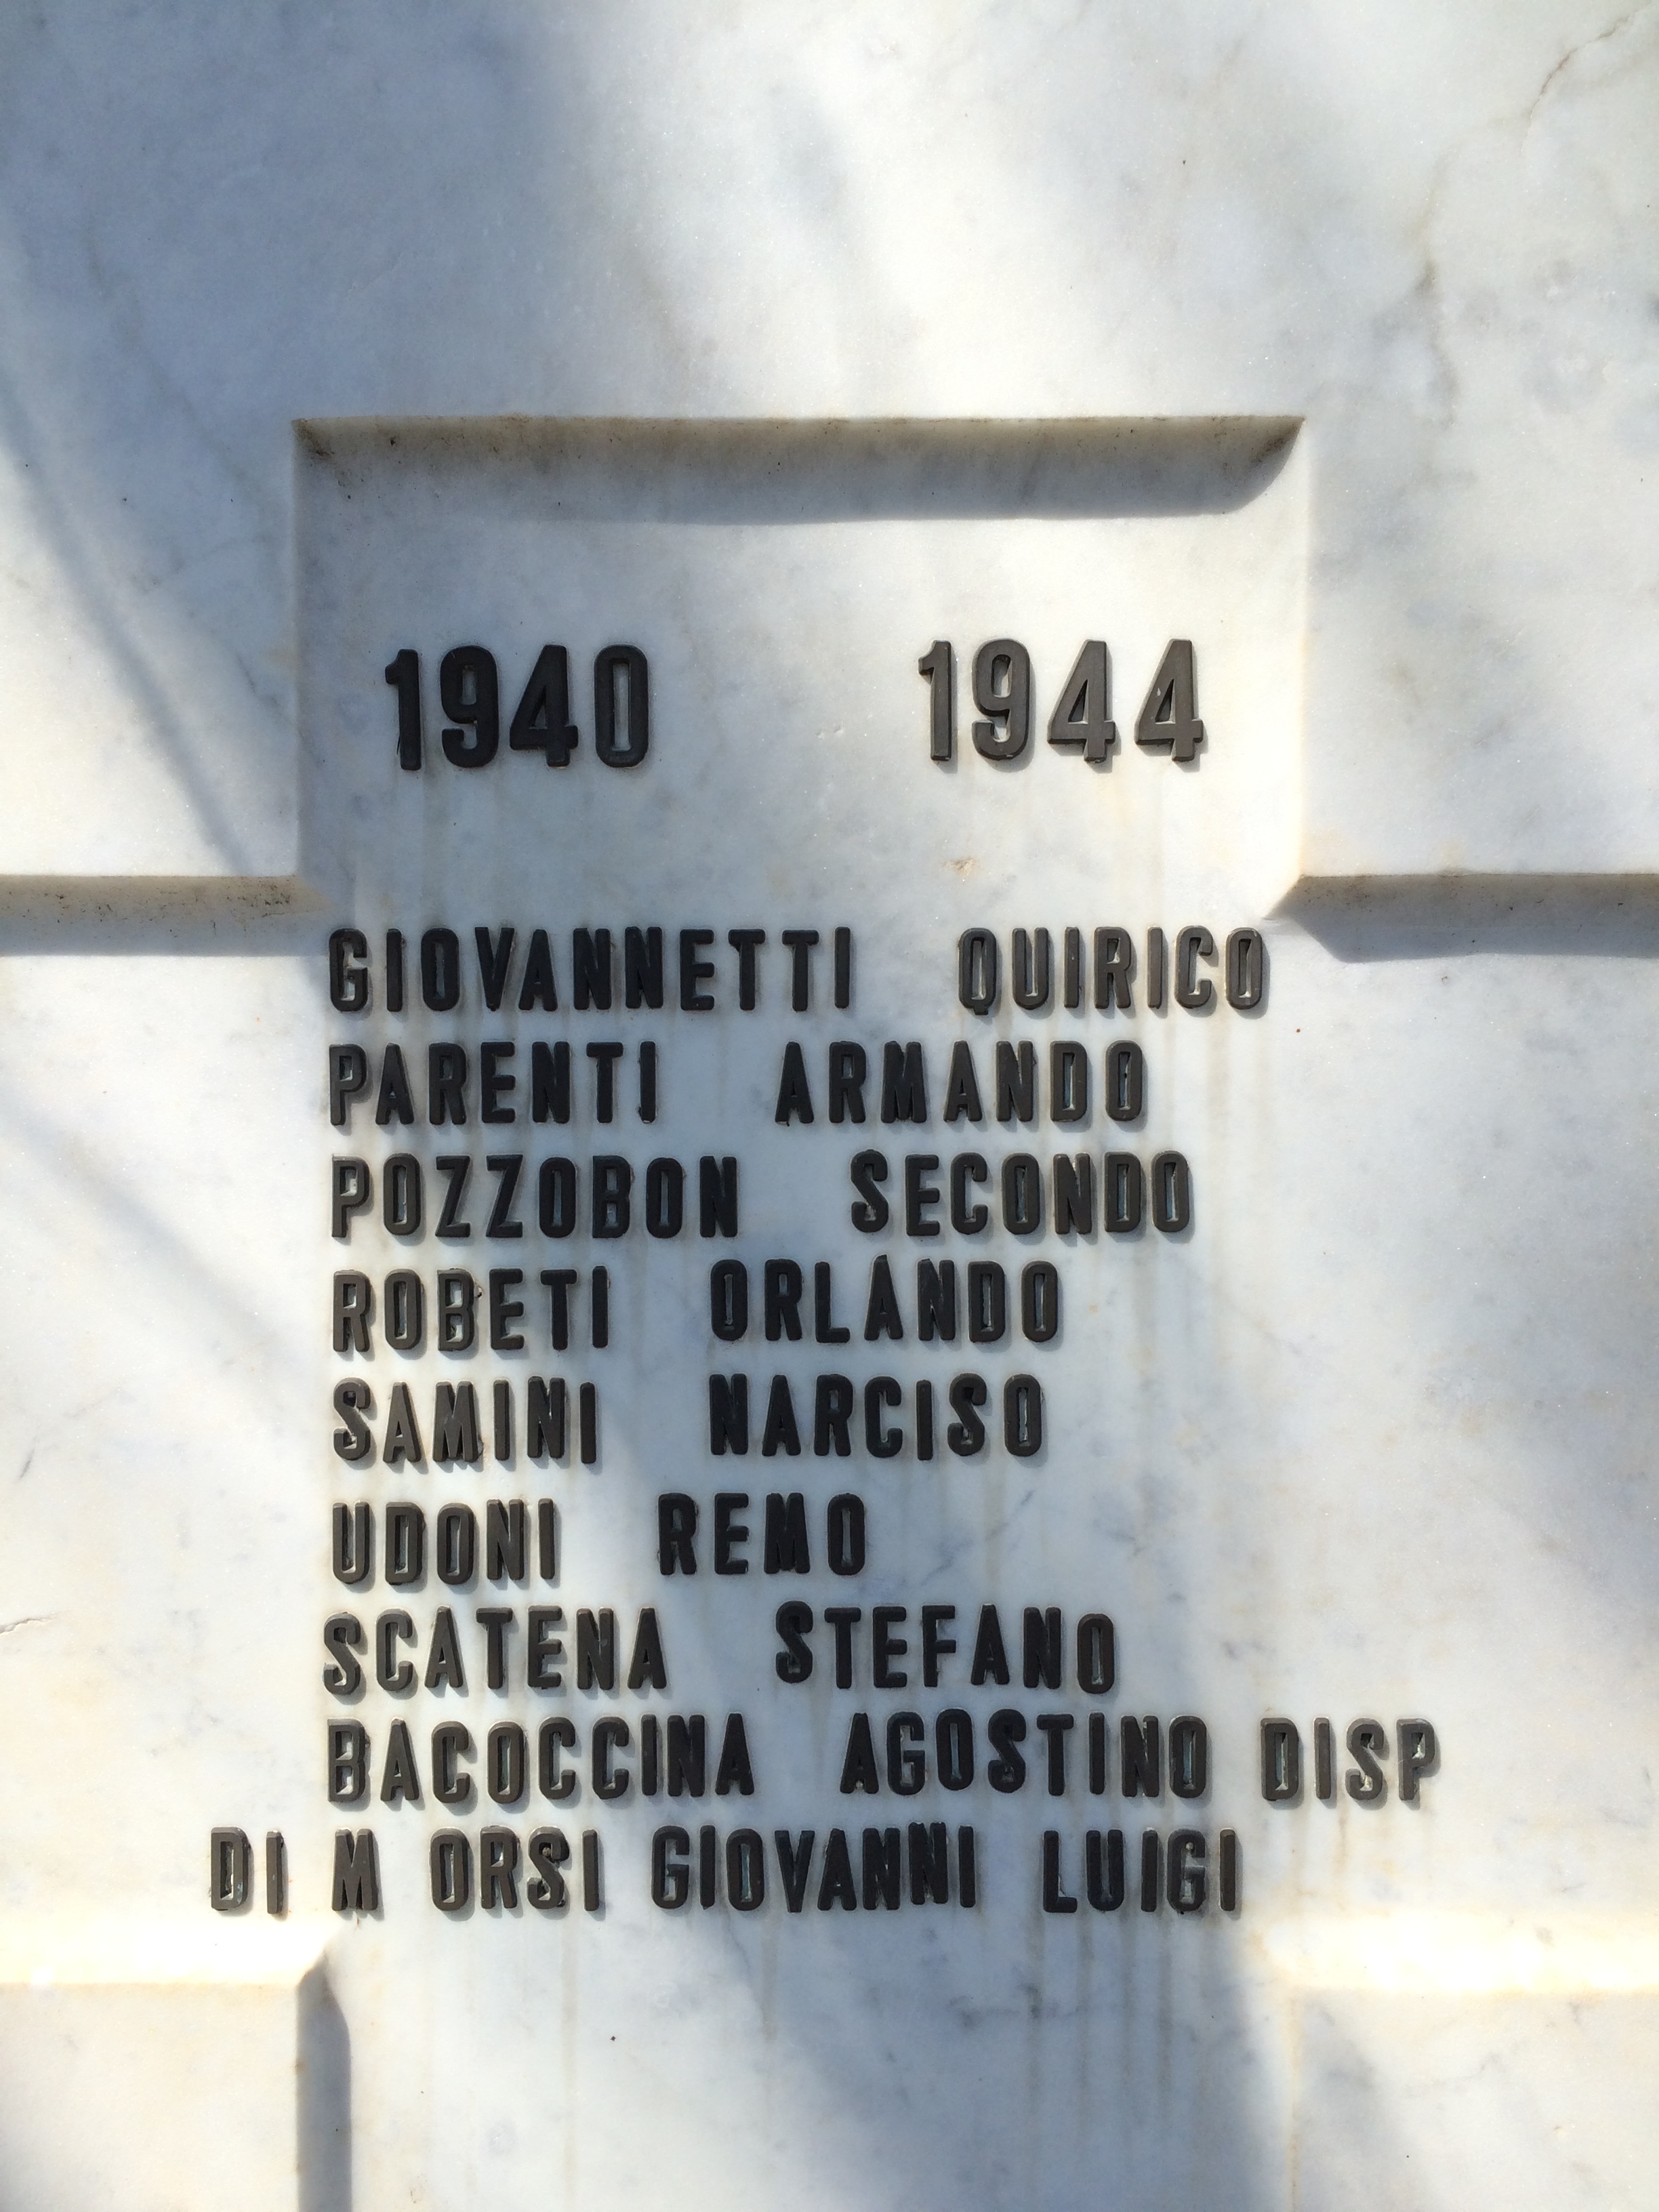 1940 1944
GIOVANNETTI QUIRICO
PARENTI ARMANDO
POZZOBON SECONDO
ROBETI ORLANDO
SAMINI NARCISO
UDONI REMO
SCATENA STEFANO
BACOCCINA AGOSTINO DISP
DI M ORSI GIOVANNI LUIGI